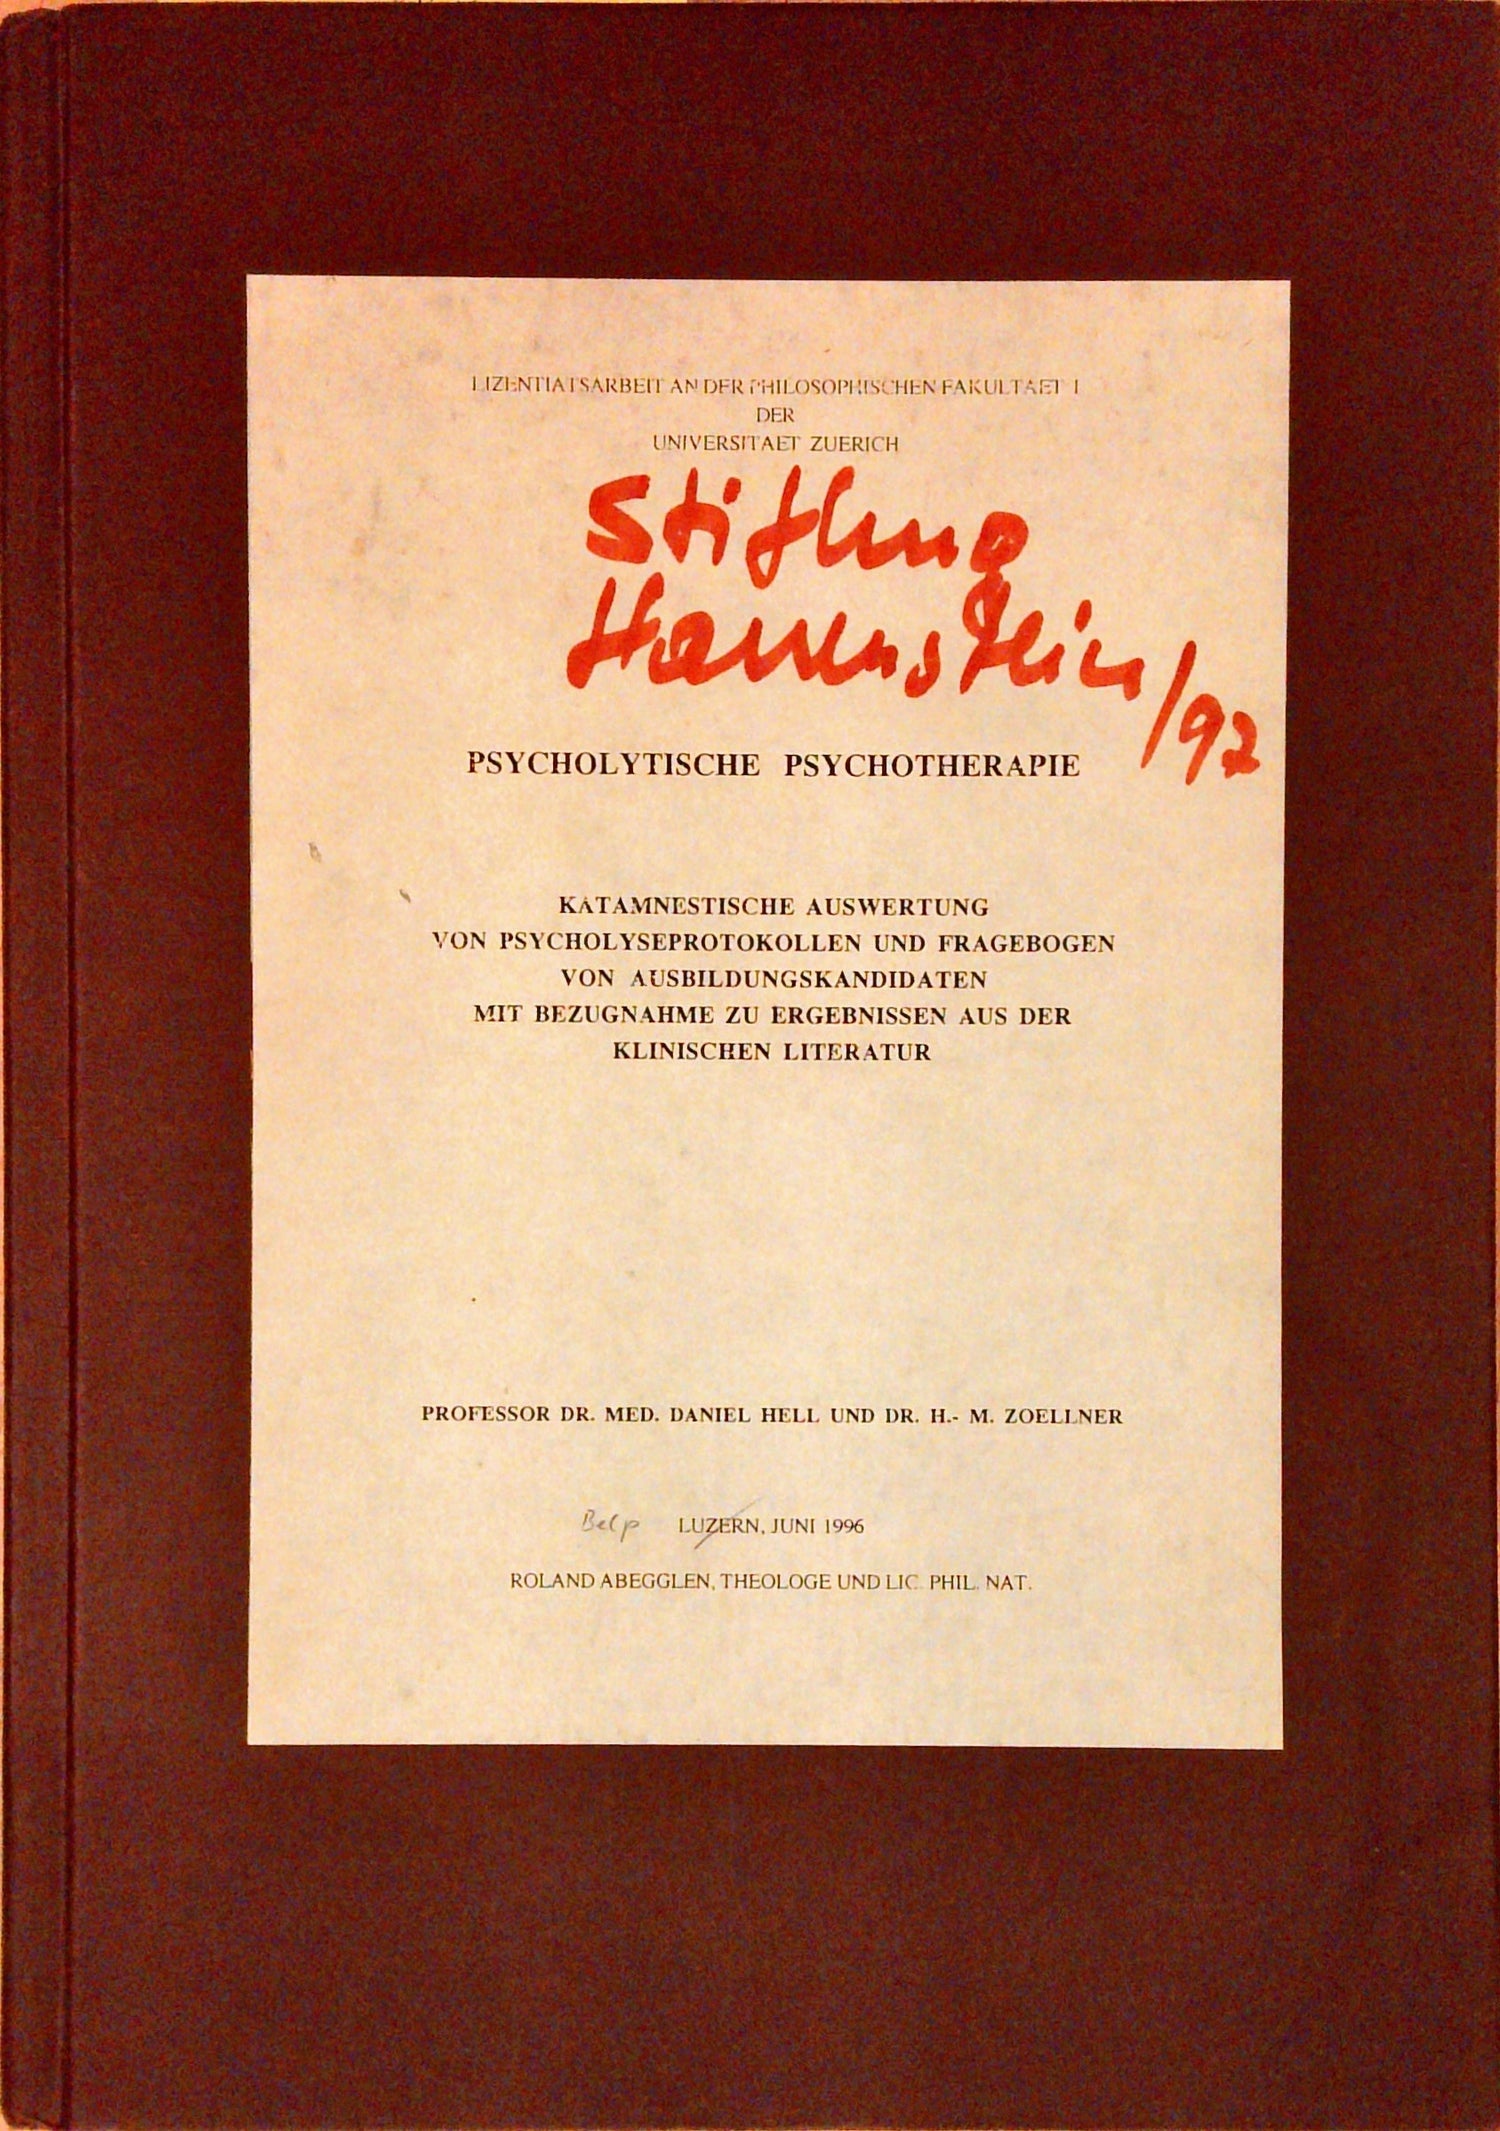 LIZENTIATSARBEIT AN DER PHILOSOPHISCHEN FAKULTAET I
DER
UNIVERSITAET ZUERICH
Stiftung
/97
PSYCHOLYTISCHE PSYCHOTHERAPIE
KATAMNESTISCHE AUSWERTUNG
VON PSYCHOLYSEPROTOKOLLEN UND FRAGEBOGEN
VON AUSBILDUNGSKANDIDATEN
MIT BEZUGNAHME ZU ERGEBNISSEN AUS DER
KLINISCHEN LITERATUR
PROFESSOR DR. MED. DANIEL HELL UND DR. H.- M. ZOELLNER
Belp LUZERN, JUNI 1996
ROLAND ABEGGLEN, THEOLOGE UND LIC. PHIL. NAT.